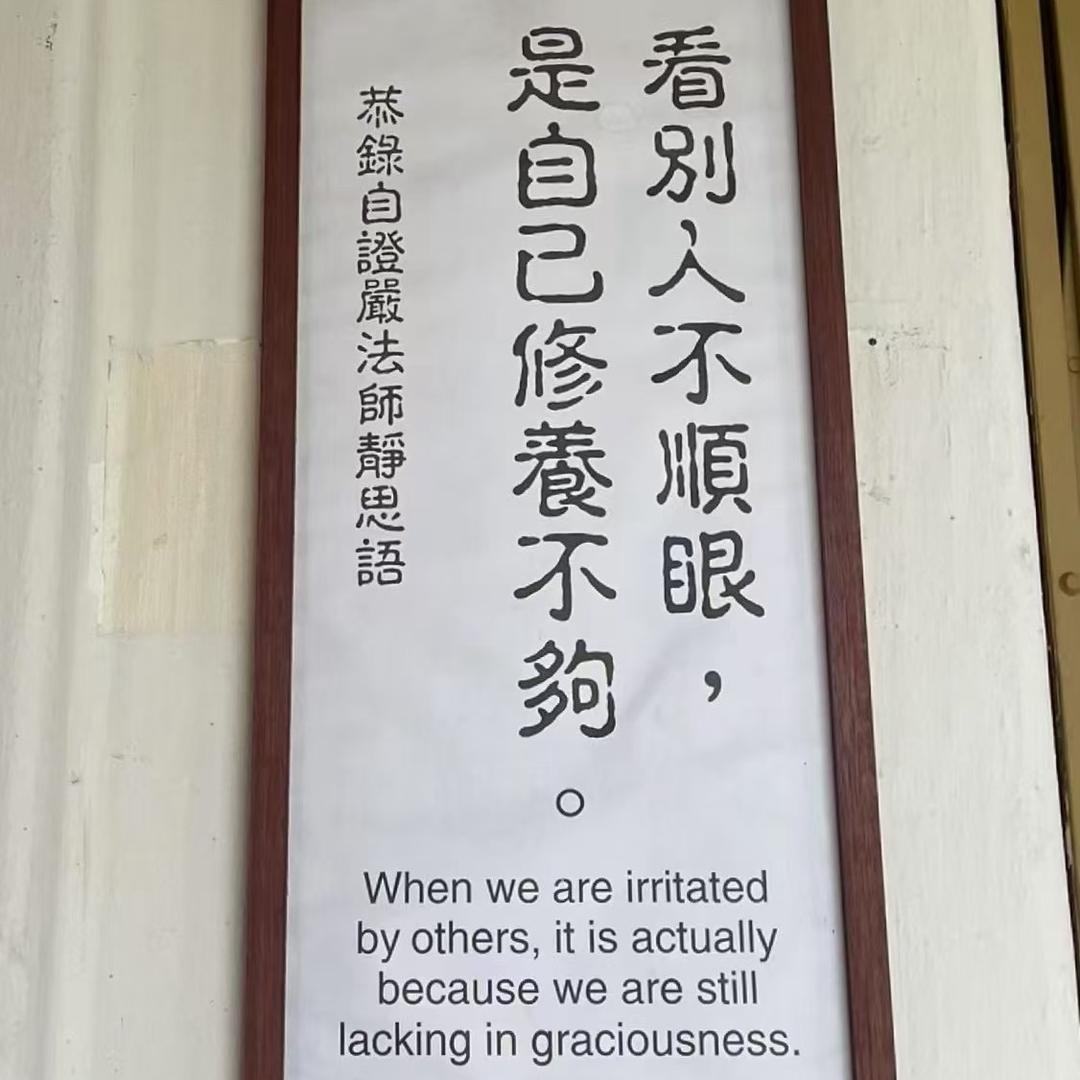 看別人不順眼，
是自己修養不夠。
恭錄自證嚴法師靜思語
When we are irritated
by others, it is actually
because we are still
lacking in graciousness.